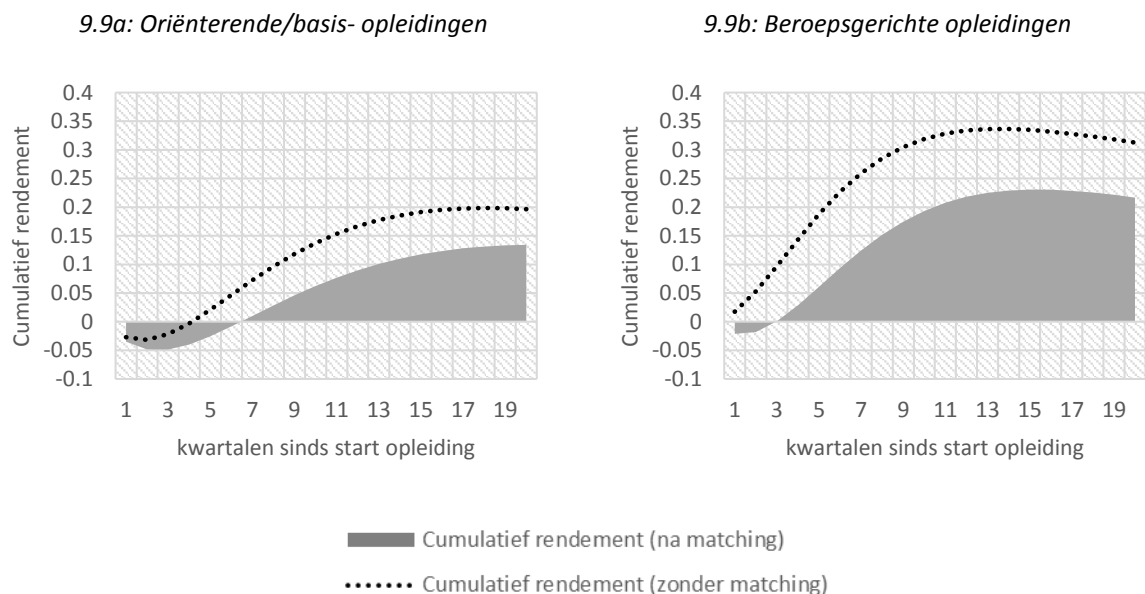 9.9a: Oriënterende/basis- opleidingen
0.4
0.35
0.3
0.25
0.2
0.15
0.1
0.05
0
-0.05
-0.1
Cumulatief rendement
1 3 5 7 9 11 13 15 17 19
kwartalen sinds start opleiding
9.9b: Beroepsgerichte opleidingen
0.4
0.35
0.3
0.25
0.2
0.15
0.1
0.05
0
-0.05
-0.1
Cumulatief rendement
1 3 5 7 9 11 13 15 17 19
kwartalen sinds start opleiding
Cumulatief rendement (na matching)
Cumulatief rendement (zonder matching)